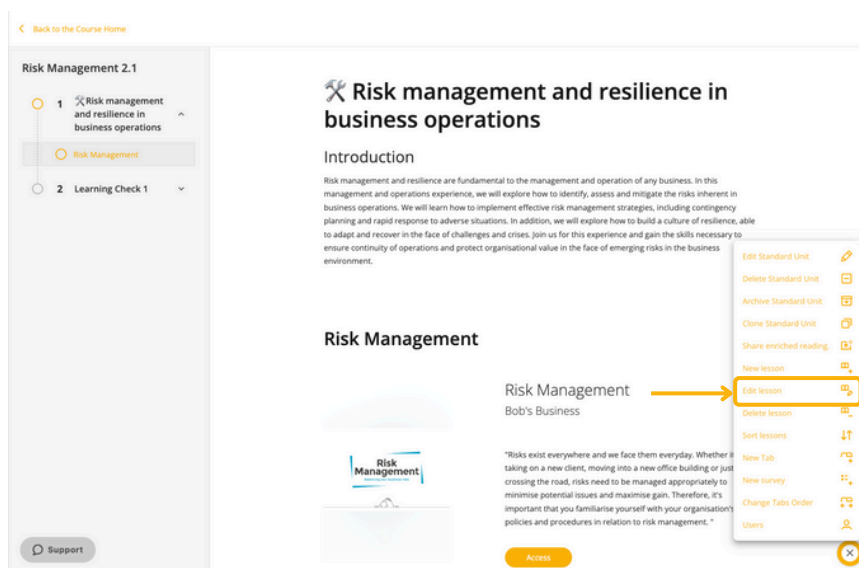 Back to the Course Home
Risk Management 2.1
1 🛠Risk management
and resilience in
business operations
Risk Management
2 Learning Check 1
Support
🛠 Risk management and resilience in
business operations
Introduction
Risk management and resilience are fundamental to the management and operation of any business. In this
management and operations experience, we will explore how to identify, assess and mitigate the risks inherent in
business operations. We will learn how to implement effective risk management strategies, including contingency
planning and rapid response to adverse situations. In addition, we will explore how to build a culture of resilience, able
to adapt and recover in the face of challenges and crises. Join us for this experience and gain the skills necessary to
ensure continuity of operations and protect organisational value in the face of emerging risks in the business
environment.
Risk Management
Risk
Management
Risk Management
Bob's Business
"Risks exist everywhere and we face them everyday. Whether
taking on a new client, moving into a new office building or just
crossing the road, risks need to be managed appropriately to
minimise potential issues and maximise gain. Therefore, it's
important that you familiarise yourself with your organisation's
policies and procedures in relation to risk management. "
Access
Edit Standard Unit
Delete Standard Unit
Archive Standard Unit
Clone Standard Unit
Share enriched reading.
New lesson
Edit lesson
Delete lesson
Sort lessons
New Tab
New survey
Change Tabs Order
Users